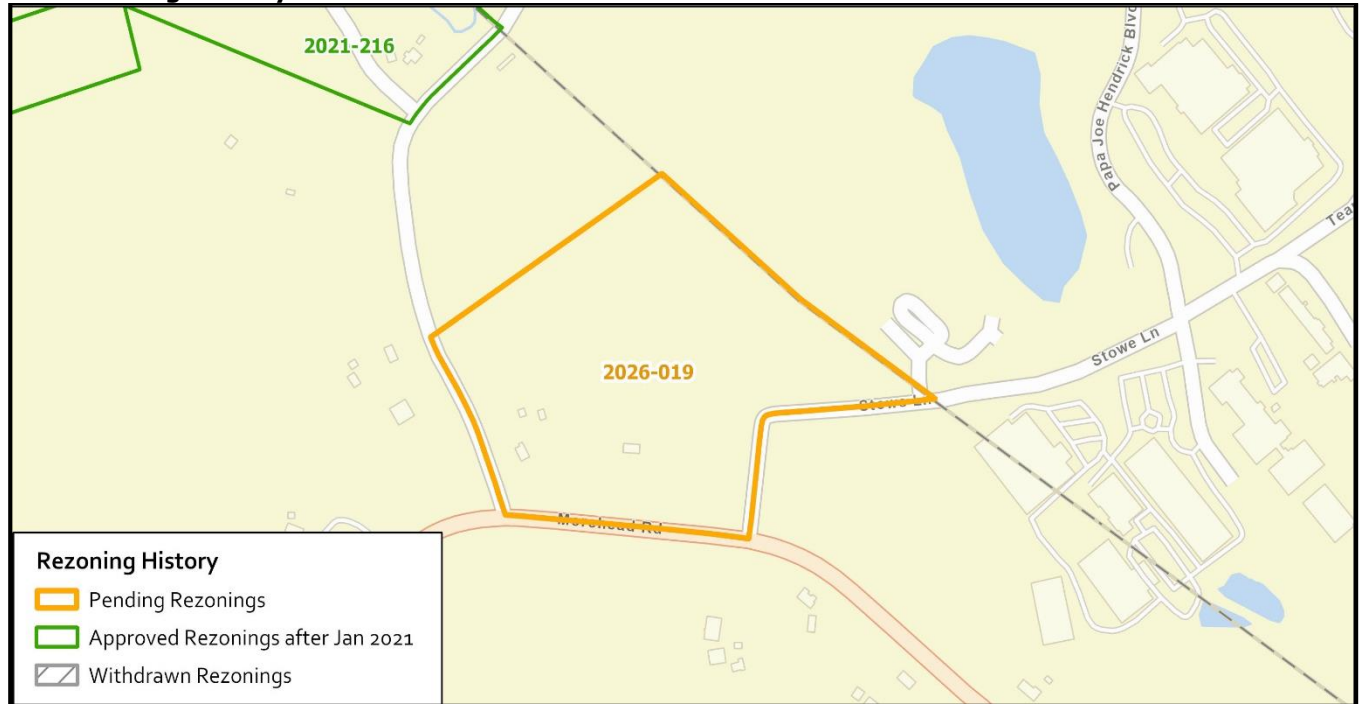 2021-216
Papa Joe Hendrick Blvd
Stowe Ln
2026-019
Stowe Ln
Morehead Rd
Rezoning History
Pending Rezonings
Approved Rezonings after Jan 2021
Withdrawn Rezonings